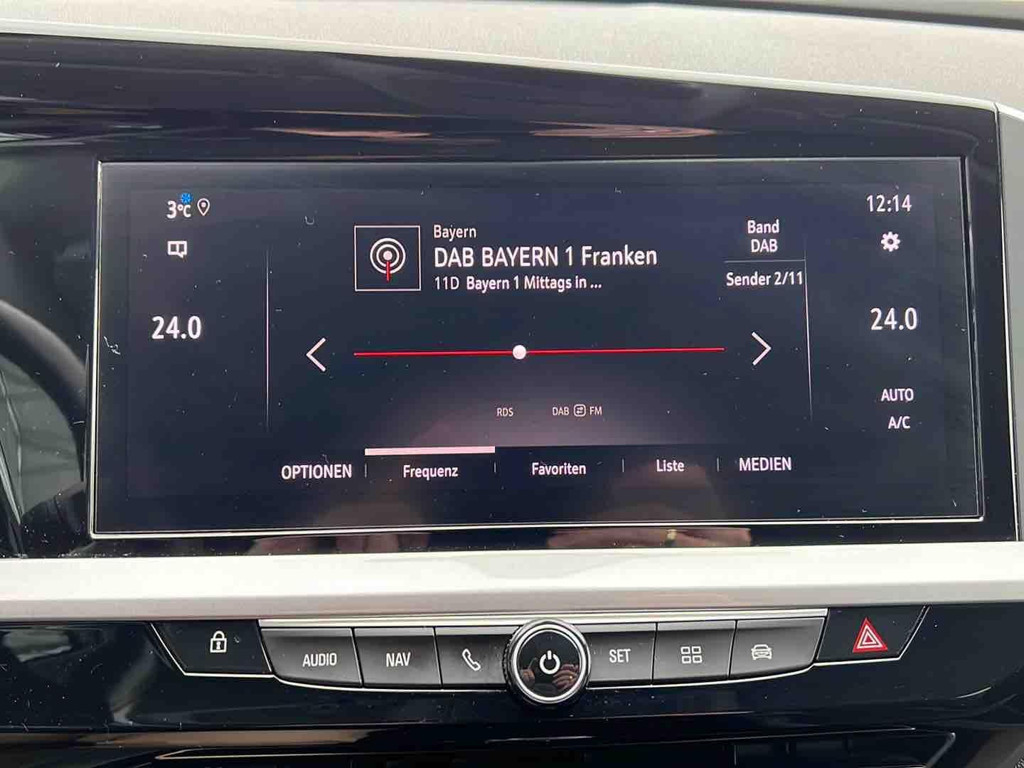 3°C
12:14
Bayern
DAB BAYERN 1 Franken
11D Bayern 1 Mittags in ...
Band
DAB
Sender 2/11
24.0
24.0
RDS
DAB FM
AUTO
A/C
OPTIONEN
Frequenz
Favoriten
Liste
MEDIEN
AUDIO
NAV
SET